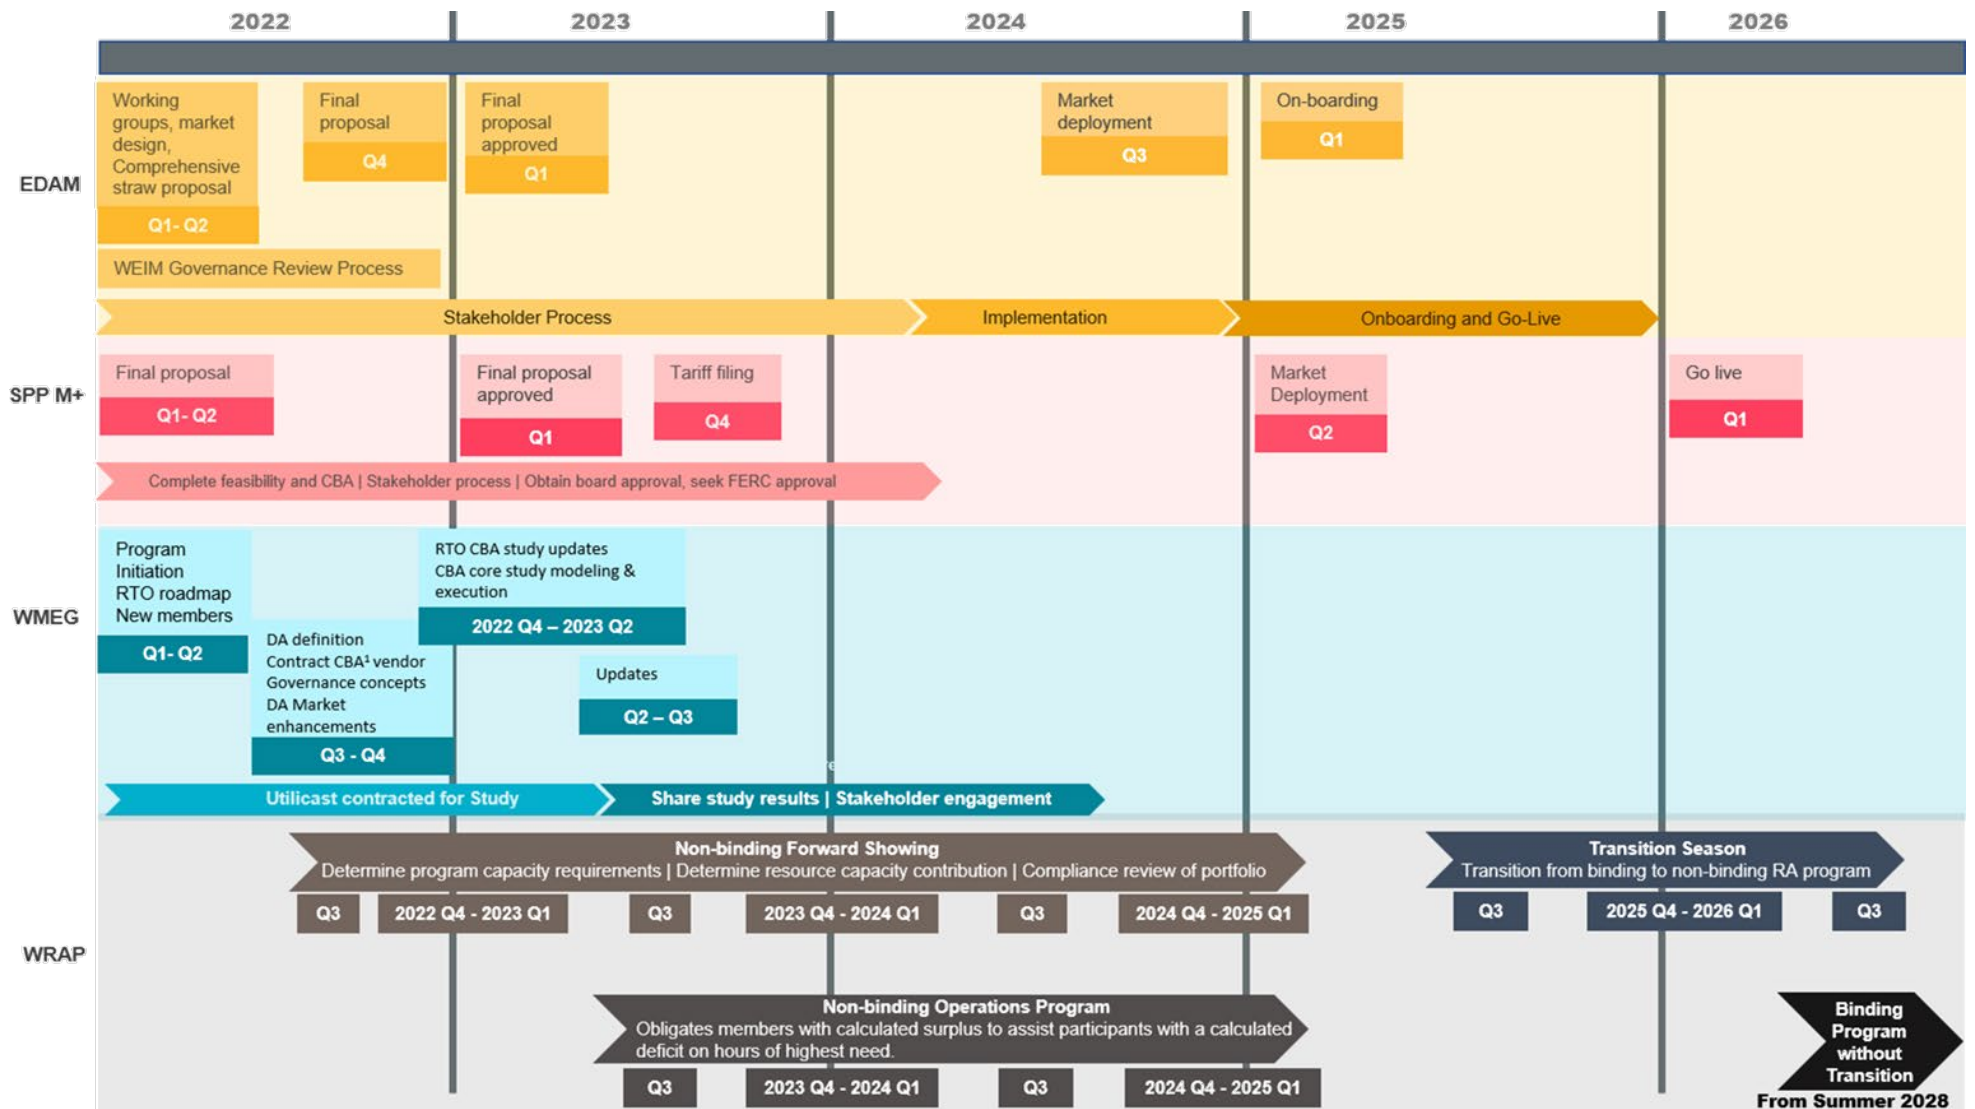 2022
2023
2024
2025
2026
EDAM
Working
groups, market
design,
Comprehensive
straw proposal
Q1- Q2
Final
proposal
Q4
Final
proposal
approved
Q1
Market
deployment
Q3
On-boarding
Q1
WEIM Governance Review Process
Stakeholder Process
Implementation
Onboarding and Go-Live
SPP M+
Final proposal
Q1- Q2
Final proposal
approved
Q1
Tariff filing
Q4
Market
Deployment
Q2
Go live
Q1
Complete feasibility and CBA | Stakeholder process | Obtain board approval, seek FERC approval
WMEG
Program
Initiation
RTO roadmap
New members
Q1- Q2
DA definition
Contract CBA¹ vendor
Governance concepts
DA Market
enhancements
Q3 - Q4
RTO CBA study updates
CBA core study modeling &
execution
2022 Q4 – 2023 Q2
Updates
Q2 – Q3
Utilicast contracted for Study
Share study results | Stakeholder engagement
WRAP
Non-binding Forward Showing
Determine program capacity requirements | Determine resource capacity contribution | Compliance review of portfolio
Q3
2022 Q4 - 2023 Q1
Q3
2023 Q4 - 2024 Q1
Q3
2024 Q4 - 2025 Q1
Transition Season
Transition from binding to non-binding RA program
Q3
2025 Q4 - 2026 Q1
Q3
Non-binding Operations Program
Obligates members with calculated surplus to assist participants with a calculated
deficit on hours of highest need.
Q3
2023 Q4 - 2024 Q1
Q3
2024 Q4 - 2025 Q1
Binding
Program
without
Transition
From Summer 2028